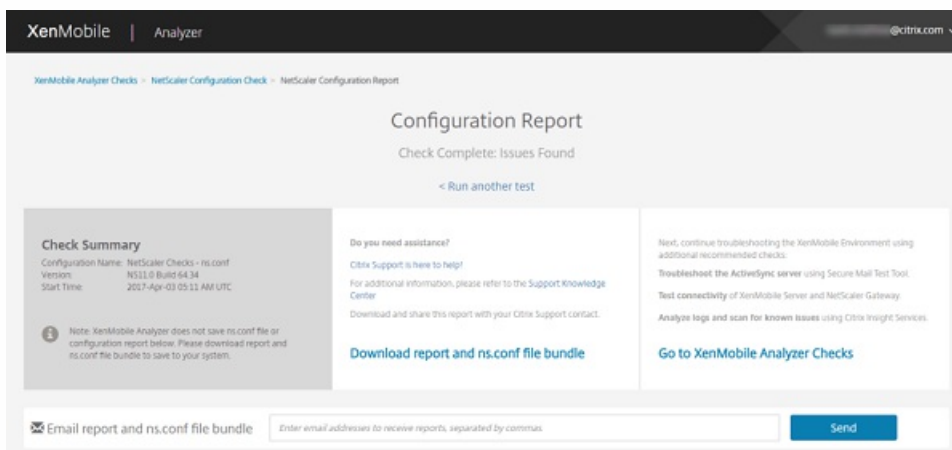 XenMobile | Analyzer
@citrix.com
XenMobile Analyzer Checks > NetScaler Configuration Check > NetScaler Configuration Report
Configuration Report
Check Complete: Issues Found
< Run another test
Check Summary
Configuration Name: NetScaler Checks - ns.conf
Version: NS11.0 Build 64.34
Start Time: 2017-Apr-03 05:11 AM UTC
Note: XenMobile Analyzer does not save ns.conf file or
configuration report below. Please download report and
ns.conf file bundle to save to your system.
Do you need assistance?
Citrix Support is here to help!
For additional information, please refer to the Support Knowledge
Center
Download and share this report with your Citrix Support contact.
Download report and ns.conf file bundle
Next, continue troubleshooting the XenMobile Environment using
additional recommended checks.
Troubleshoot the ActiveSync server using Secure Mail Test Tool.
Test connectivity of XenMobile Server and NetScaler Gateway.
Analyze logs and scan for known issues using Citrix Insight Services.
Go to XenMobile Analyzer Checks
Email report and ns.conf file bundle
Enter email addresses to receive reports, separated by commas.
Send